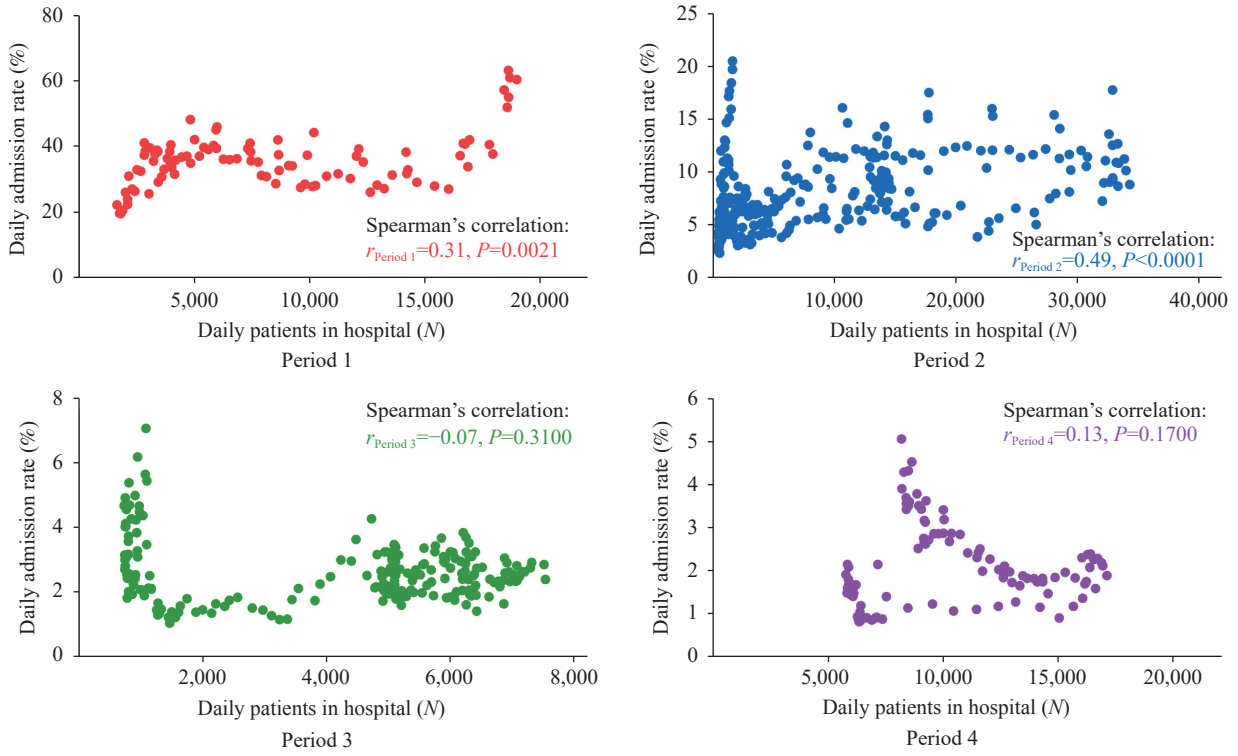 80
60
40
20
0
Daily admission rate (%)
Spearman’s correlation:
rPeriod 1=0.31, P=0.0021
5,000
10,000
15,000
20,000
Daily patients in hospital (N)
Period 1
25
20
15
10
5
0
Daily admission rate (%)
Spearman’s correlation:
rPeriod 2=0.49, P<0.0001
10,000
20,000
30,000
40,000
Daily patients in hospital (N)
Period 2
8
6
4
2
0
Daily admission rate (%)
Spearman’s correlation:
rPeriod 3=−0.07, P=0.3100
2,000
4,000
6,000
8,000
Daily patients in hospital (N)
Period 3
6
5
4
3
2
1
0
Daily admission rate (%)
Spearman’s correlation:
rPeriod 4=0.13, P=0.1700
5,000
10,000
15,000
20,000
Daily patients in hospital (N)
Period 4